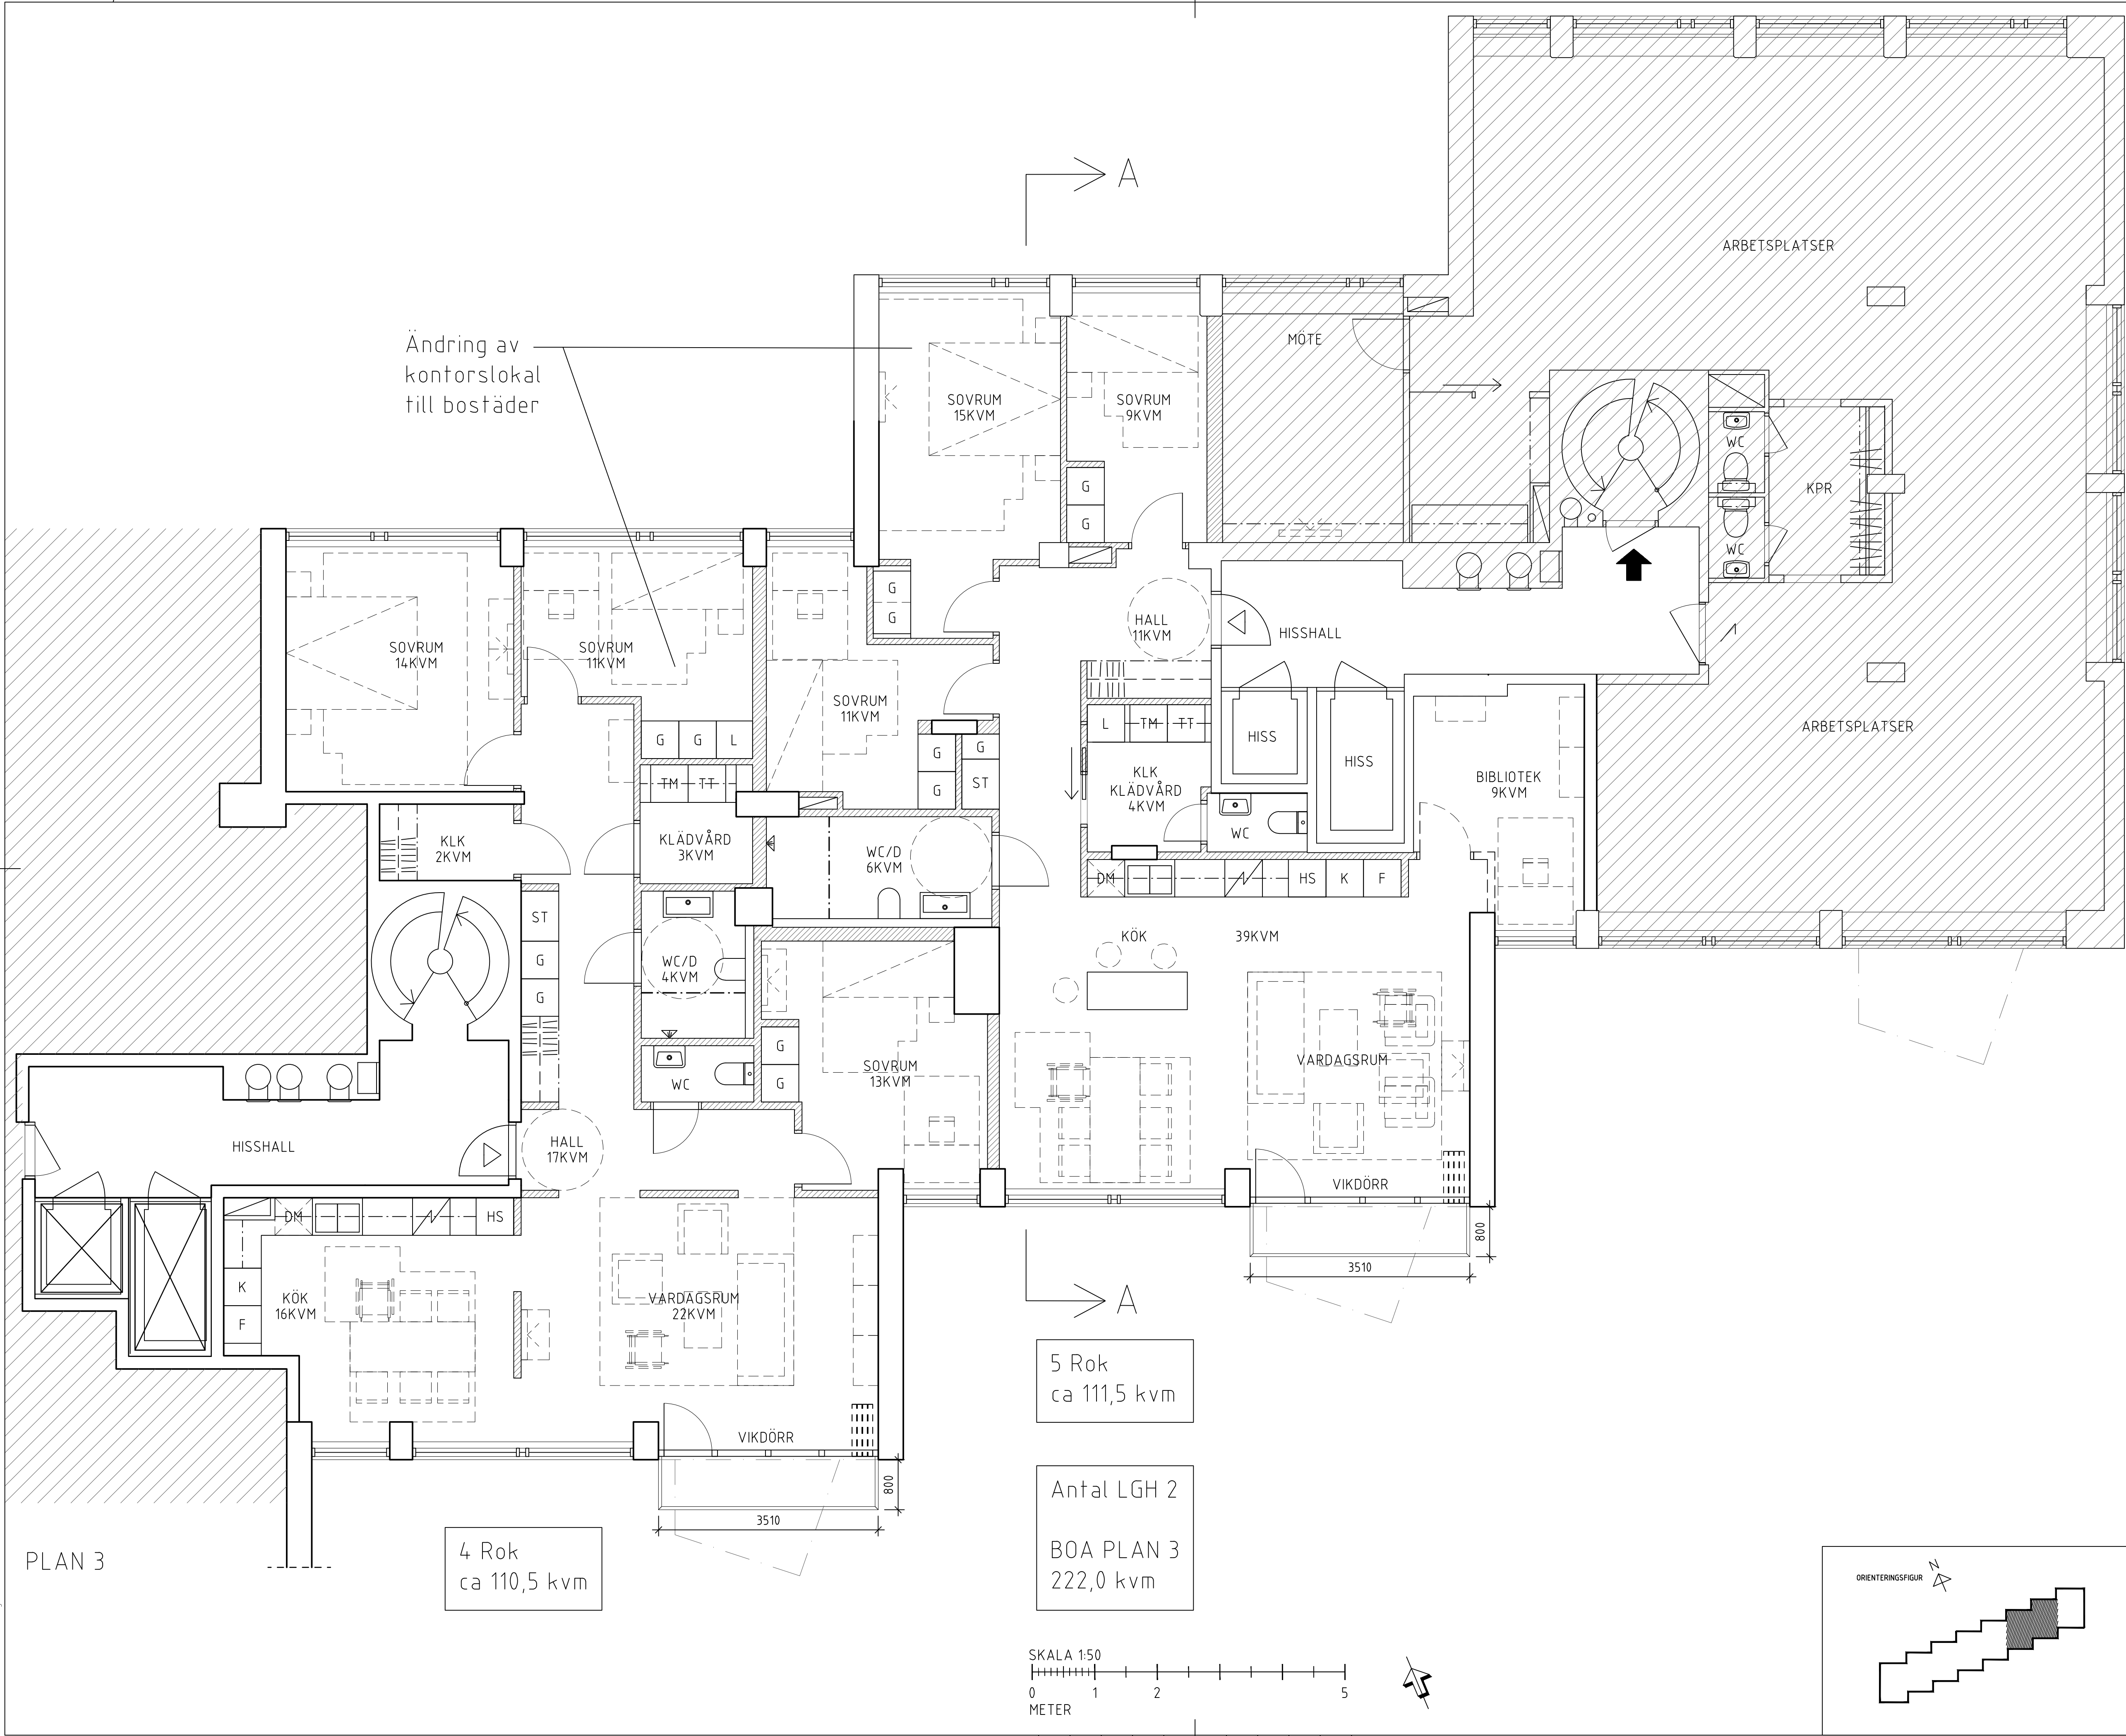 A
ARBETSPLATSER
Ändring av
kontorslokal
till bostäder
MÖTE
SOVRUM
15KVM
SOVRUM
9KVM
G
G
WC
WC
KPR
G
G
HALL
11KVM
HISSHALL
SOVRUM
14KVM
SOVRUM
11KVM
SOVRUM
11KVM
G
G
L
G
G
G
ST
L
TM
TT
HISS
HISS
ARBETSPLATSER
TM
TT
KLK
KLÄDVÅRD
4KVM
BIBLIOTEK
9KVM
KLK
2KVM
KLÄDVÅRD
3KVM
WC/D
6KVM
WC
DM
HS
K
F
ST
G
G
WC/D
4KVM
KÖK
39KVM
G
G
WC
SOVRUM
13KVM
VARDAGSRUM
HISSHALL
HALL
17KVM
VIKDÖRR
DM
HS
800
3510
K
F
KÖK
16KVM
VARDAGSRUM
22KVM
A
5 Rok
ca 111,5 kvm
VIKDÖRR
800
3510
Antal LGH 2
BOA PLAN 3
222,0 kvm
4 Rok
ca 110,5 kvm
PLAN 3
ORIENTERINGSFIGUR
N
SKALA 1:50
0 1 2 5
METER